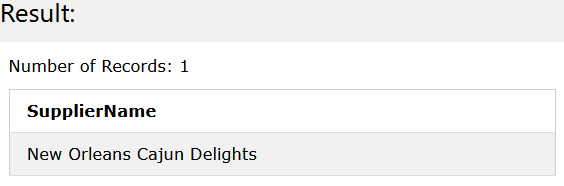 Result:
Number of Records: 1
SupplierName
New Orleans Cajun Delights